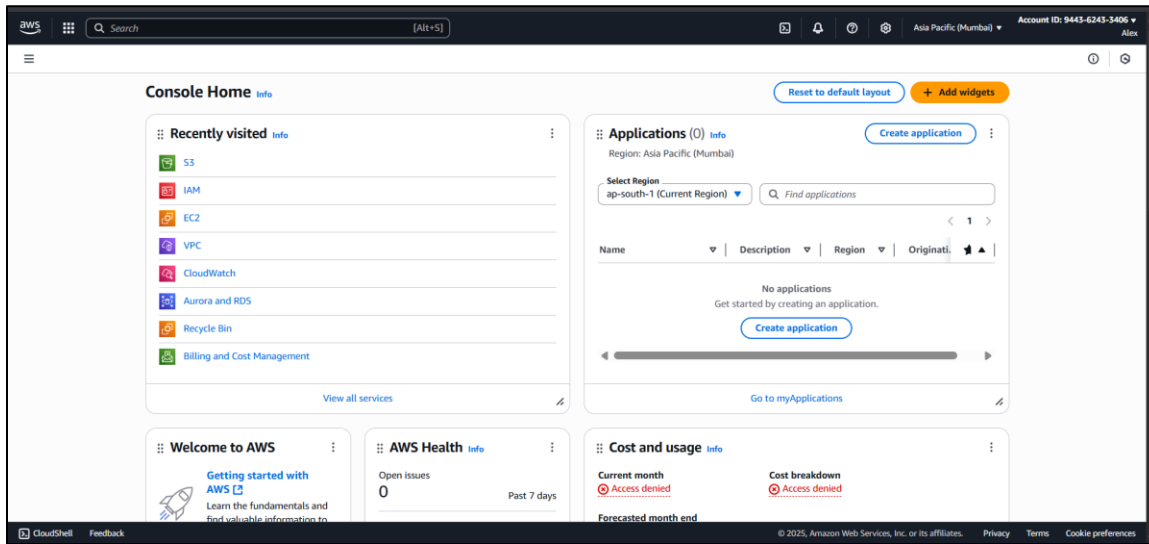 aws
Search [Alt+S]
Asia Pacific (Mumbai) ▼
Account ID: 9443-6243-3406 ▼
Alex
Console Home Info
Reset to default layout
+ Add widgets
Recently visited Info
S3
IAM
EC2
VPC
CloudWatch
Aurora and RDS
Recycle Bin
Billing and Cost Management
View all services
Applications (0) Info
Create application
Region: Asia Pacific (Mumbai)
Select Region
ap-south-1 (Current Region) ▼
Find applications
1
Name Description Region Originati.
No applications
Get started by creating an application.
Create application
Go to myApplications
Welcome to AWS
Getting started with
AWS
Learn the fundamentals and
find valuable information to
AWS Health Info
Open issues
0 Past 7 days
Cost and usage Info
Current month Cost breakdown
Access denied Access denied
Forecasted month end
CloudShell Feedback © 2025, Amazon Web Services, Inc. or its affiliates. Privacy Terms Cookie preferences